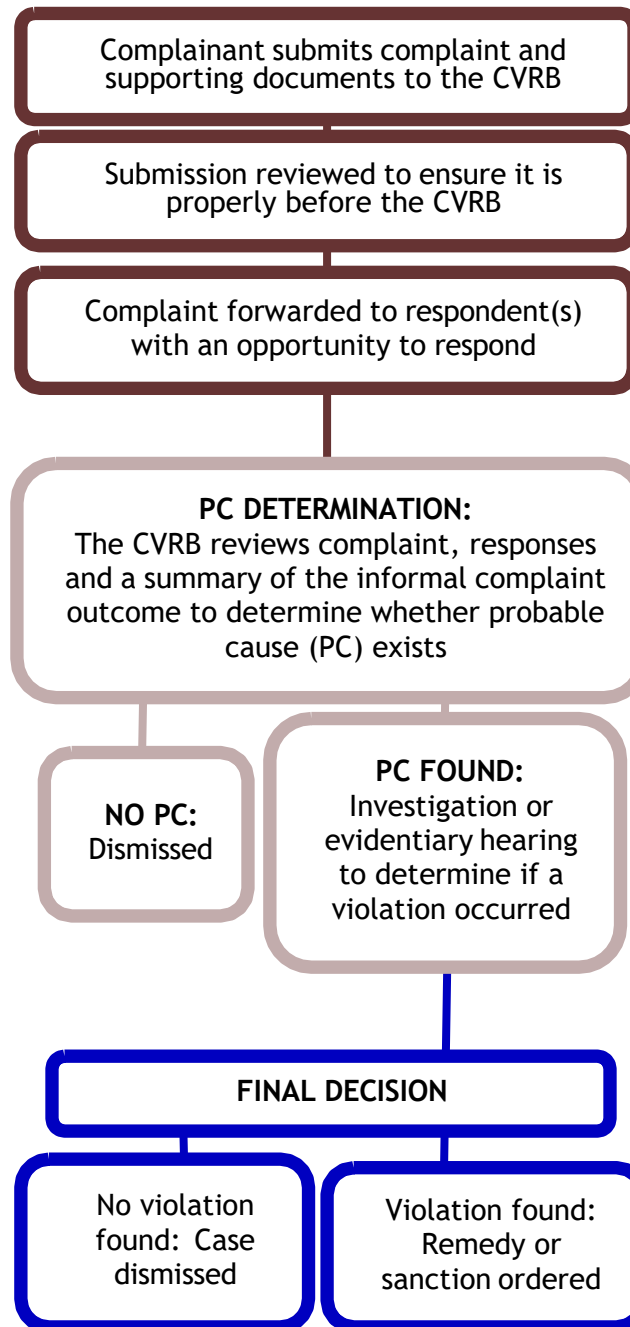 Complainant submits complaint and
supporting documents to the CVRB
Submission reviewed to ensure it is
properly before the CVRB
Complaint forwarded to respondent(s)
with an opportunity to respond
PC DETERMINATION:
The CVRB reviews complaint, responses
and a summary of the informal complaint
outcome to determine whether probable
cause (PC) exists
NO PC:
Dismissed
PC FOUND:
Investigation or
evidentiary hearing
to determine if a
violation occurred
FINAL DECISION
No violation
found: Case
dismissed
Violation found:
Remedy or
sanction ordered